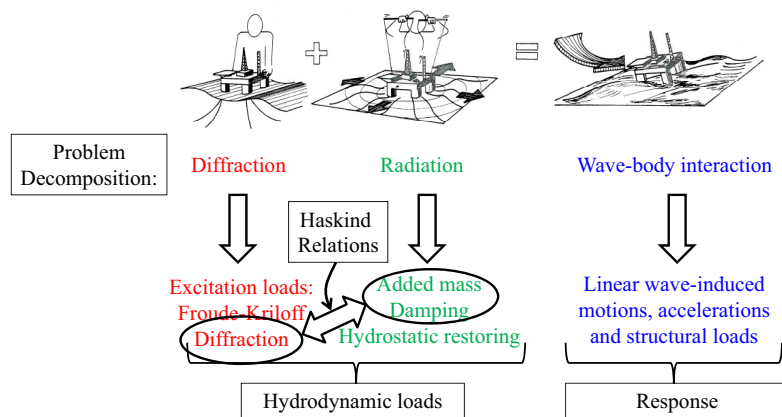 +
=
Problem
Decomposition:
Diffraction
Radiation
Wave-body interaction
Haskind
Relations
Excitation loads:
Froude-Kriloff
Diffraction
Added mass
Damping
Hydrostatic restoring
Linear wave-induced
motions, accelerations
and structural loads
Hydrodynamic loads
Response